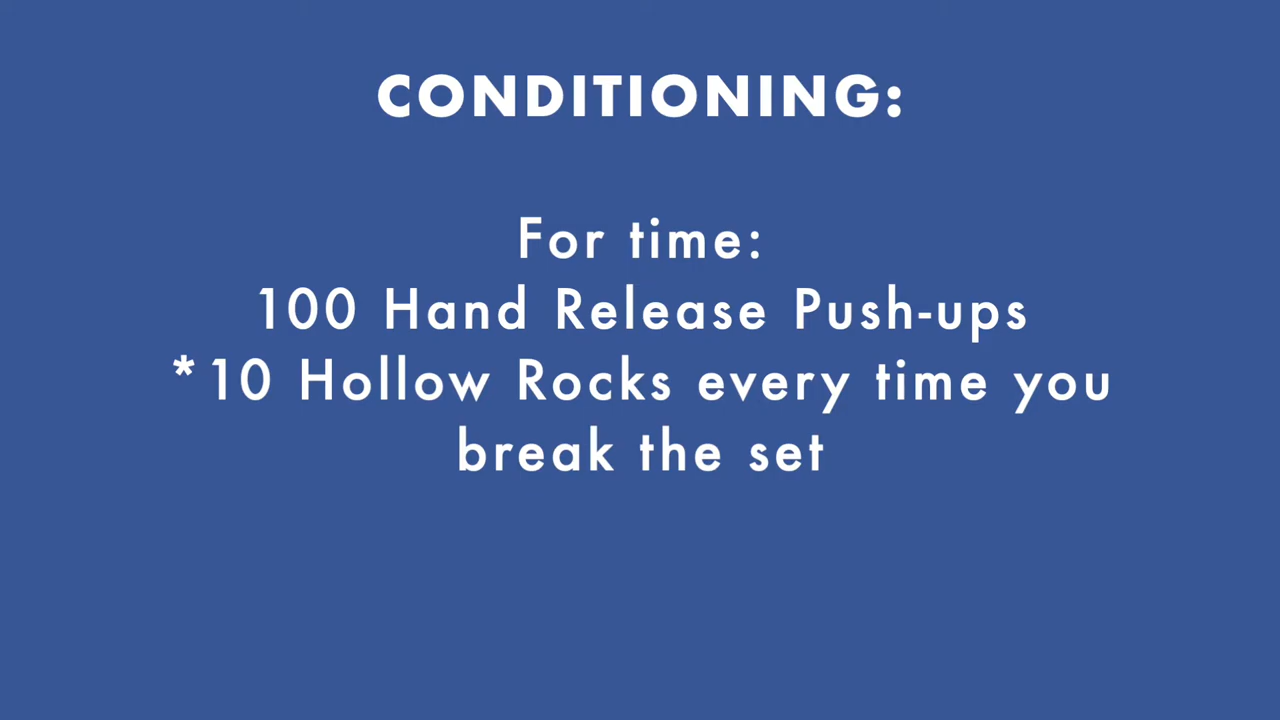 CONDITIONING:
For time:
100 Hand Release Push-ups
*10 Hollow Rocks every time you
break the set